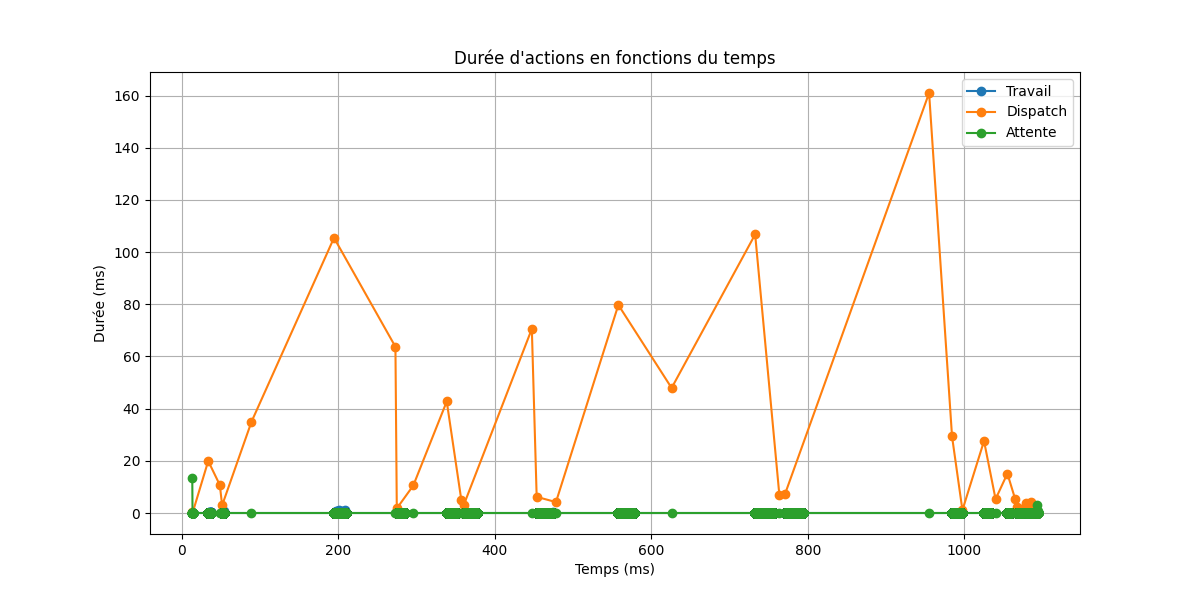 Durée d'actions en fonctions du temps
Travail
Dispatch
Attente
Durée (ms)
160
140
120
100
80
60
40
20
0
0 200 400 600 800 1000
Temps (ms)